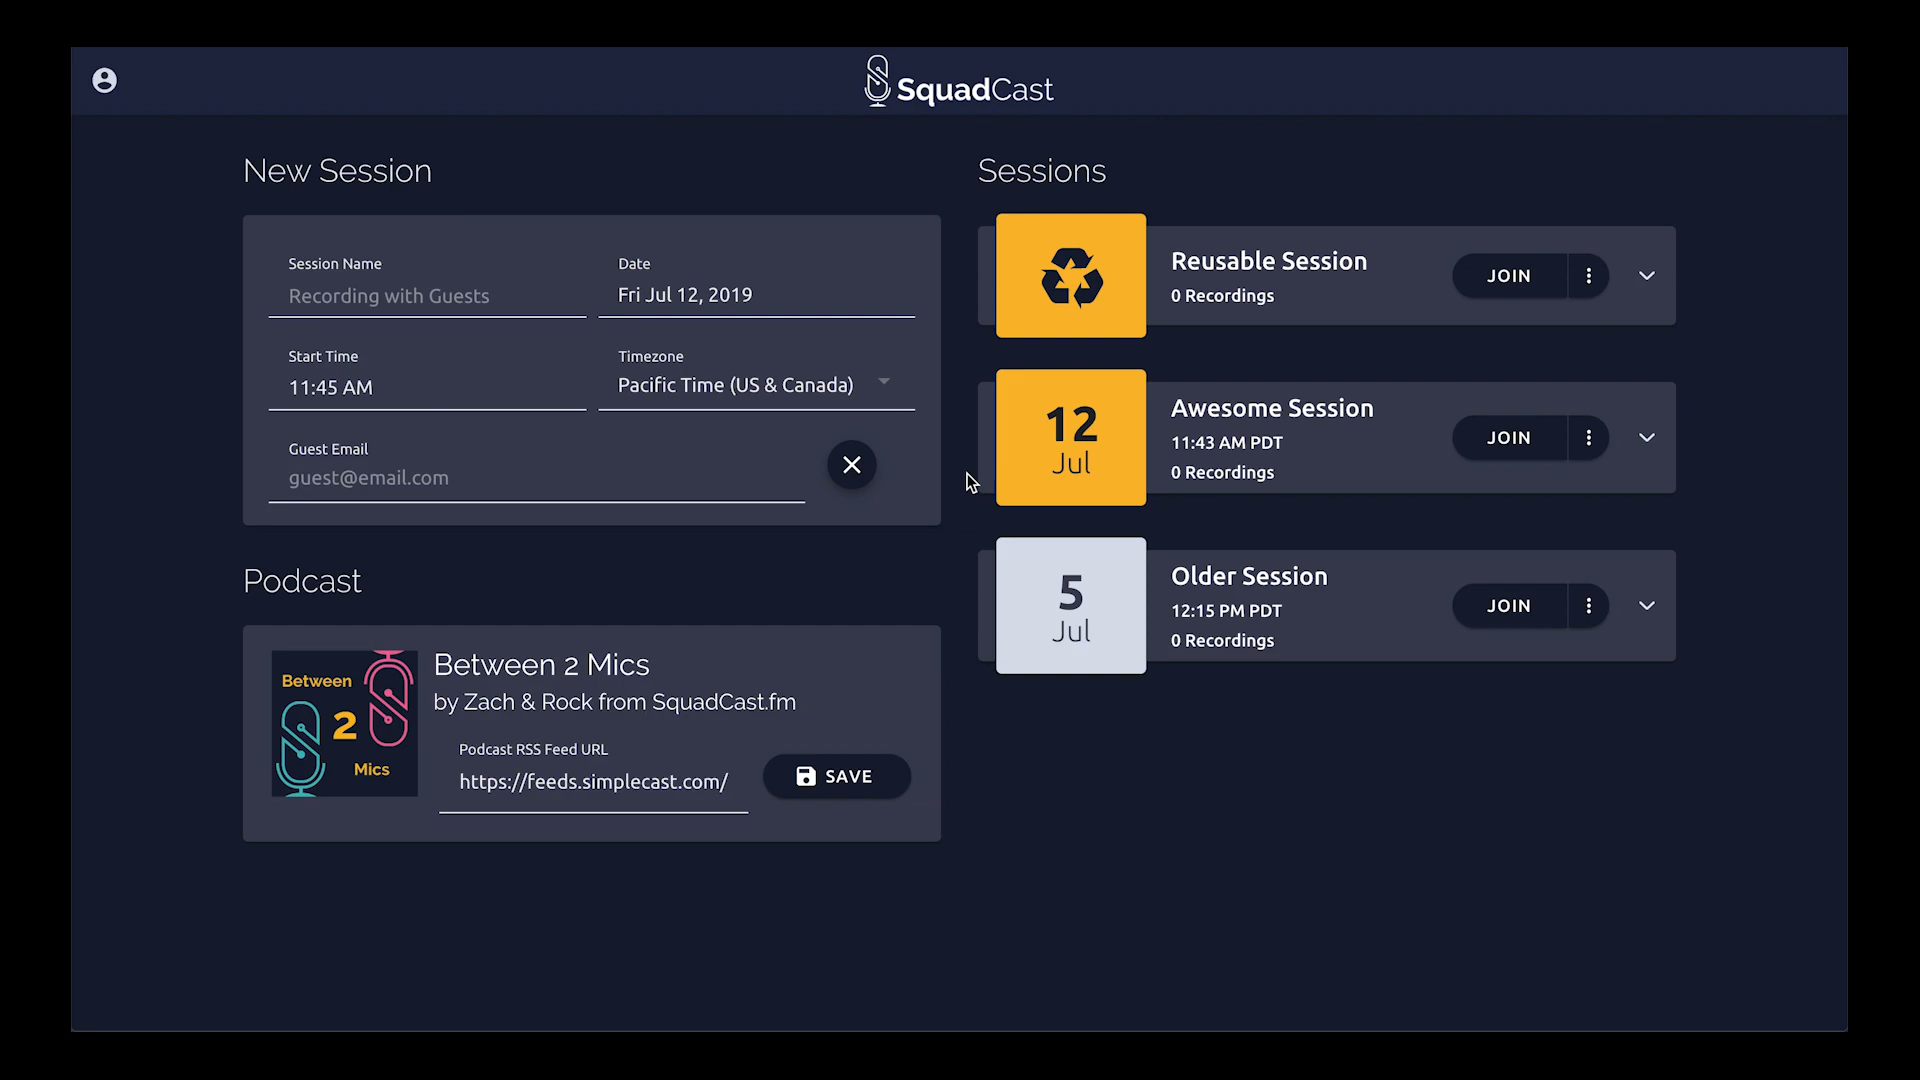 SquadCast
New Session
Session Name
Recording with Guests
Date
Fri Jul 12, 2019
Start Time
11:45 AM
Timezone
Pacific Time (US & Canada)
Guest Email
guest@email.com
Podcast
Between
2
Mics
Between 2 Mics
by Zach & Rock from SquadCast.fm
Podcast RSS Feed URL
https://feeds.simplecast.com/
SAVE
Sessions
Reusable Session
0 Recordings
JOIN
12
Jul
Awesome Session
11:43 AM PDT
0 Recordings
JOIN
5
Jul
Older Session
12:15 PM PDT
0 Recordings
JOIN